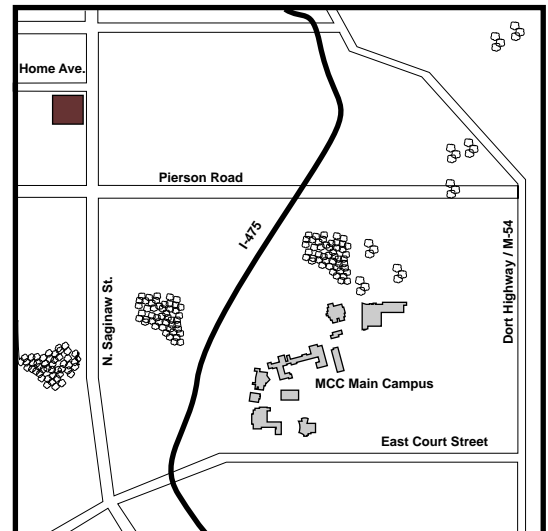 Home Ave.
Pierson Road
I-475
N. Saginaw St.
Dort Highway / M-54
MCC Main Campus
East Court Street